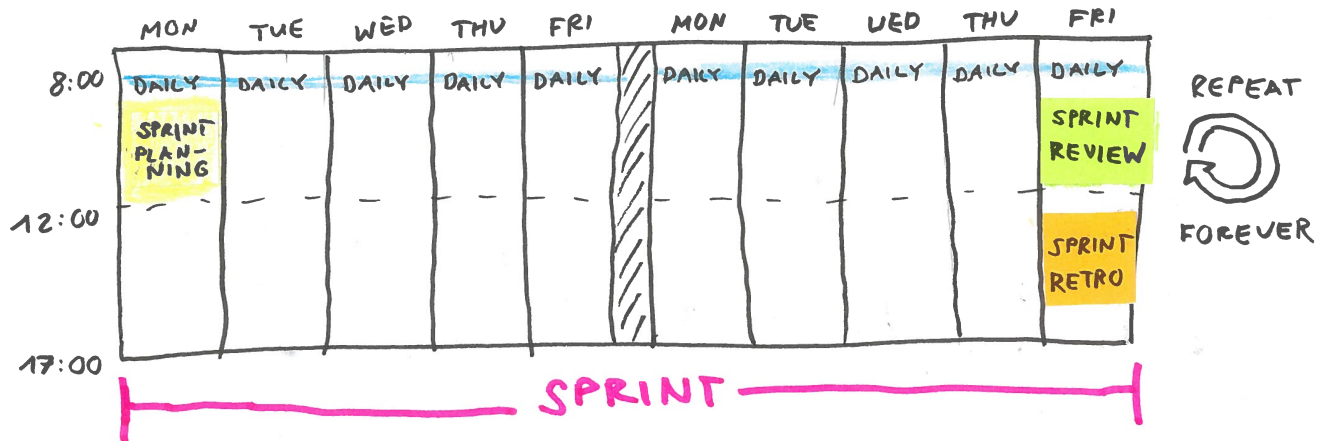 MON TUE WED THU FRI MON TUE WED THU FRI
8:00 DAILY DAILY DAILY DAILY DAILY DAILY DAILY DAILY DAILY DAILY
SPRINT
PLAN-
NING
SPRINT
REVIEW
REPEAT
FOREVER
12:00
SPRINT
RETRO
17:00
SPRINT